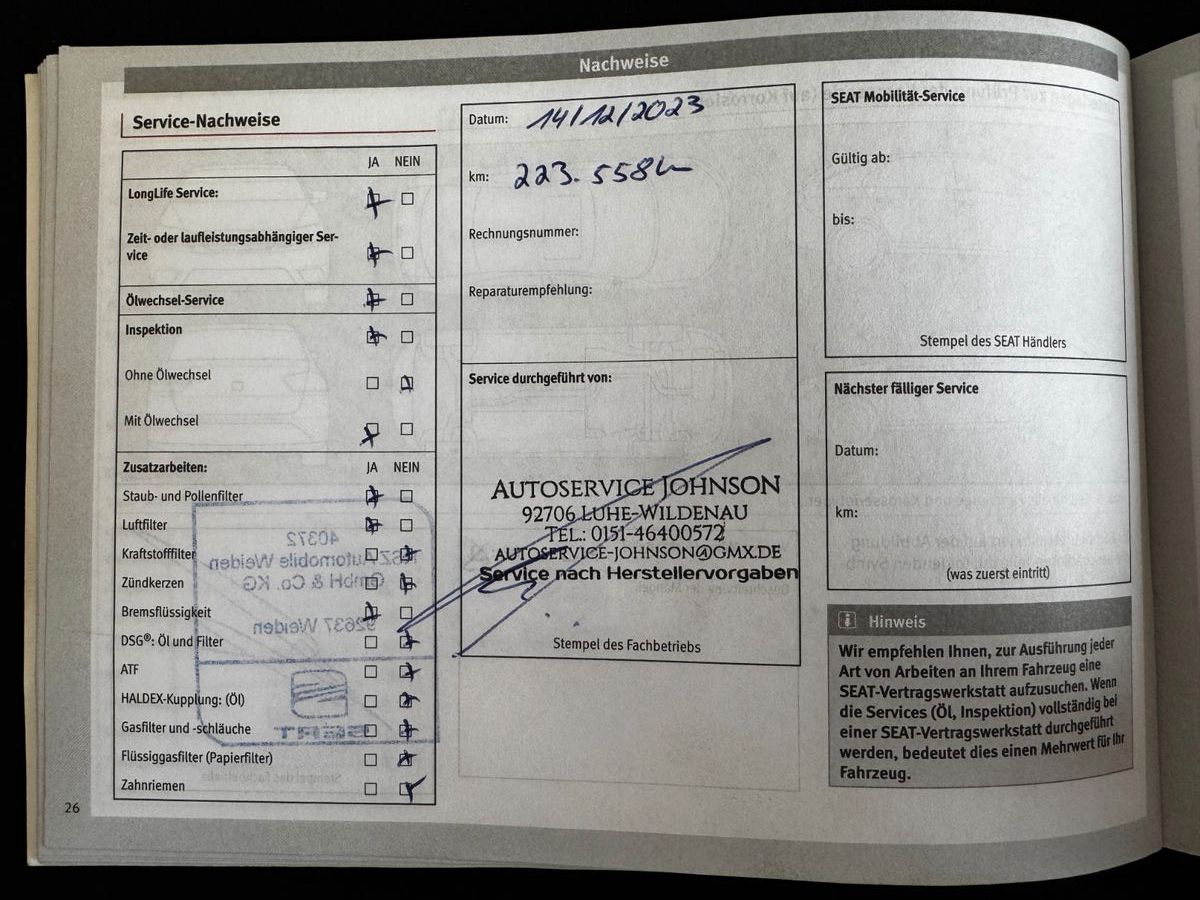 Nachweise
Service-Nachweise
JA NEIN
LongLife Service:
Zeit- oder laufleistungsabhängiger Ser-
vice
Ölwechsel-Service
Inspektion
Ohne Ölwechsel
Mit Ölwechsel
Zusatzarbeiten: JA NEIN
Staub- und Pollenfilter
Luftfilter
Kraftstofffilter
Zündkerzen
Bremsflüssigkeit
DSG®: Öl und Filter
ATF
HALDEX-Kupplung: (Öl)
Gasfilter und -schläuche
Flüssiggasfilter (Papierfilter)
Zahnriemen
26
40372
Automobile Weiden
GmbH & Co. KG
92637 Weiden
SEAT
Datum: 14/12/2023
km: 223.558
Rechnungsnummer:
Reparaturempfehlung:
Service durchgeführt von:
AUTOSERVICE JOHNSON
92706 LUHE-WILDENAU
TEL.: 0151-46400572
AUTOSERVICE-JOHNSON@GMX.DE
Service nach Herstellervorgaben
Stempel des Fachbetriebs
SEAT Mobilität-Service
Gültig ab:
bis:
Stempel des SEAT Händlers
Nächster fälliger Service
Datum:
km:
(was zuerst eintritt)
Hinweis
Wir empfehlen Ihnen, zur Ausführung jeder
Art von Arbeiten an Ihrem Fahrzeug eine
SEAT-Vertragswerkstatt aufzusuchen. Wenn
die Services (Öl, Inspektion) vollständig bei
einer SEAT-Vertragswerkstatt durchgeführt
werden, bedeutet dies einen Mehrwert für Ihr
Fahrzeug.